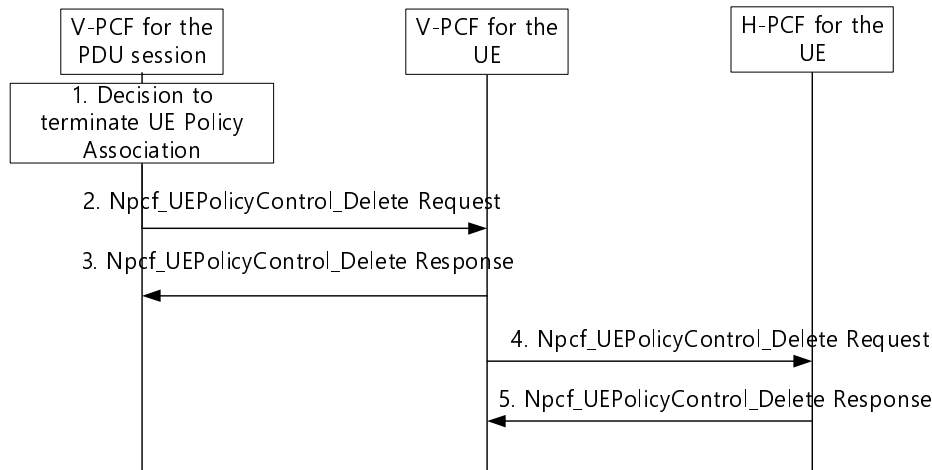 V-PCF for the
PDU session
V-PCF for the
UE
H-PCF for the
UE
1. Decision to
terminate UE Policy
Association
2. Npcf_UEPolicyControl_Delete Request
3. Npcf_UEPolicyControl_Delete Response
4. Npcf_UEPolicyControl_Delete Request
5. Npcf_UEPolicyControl_Delete Response